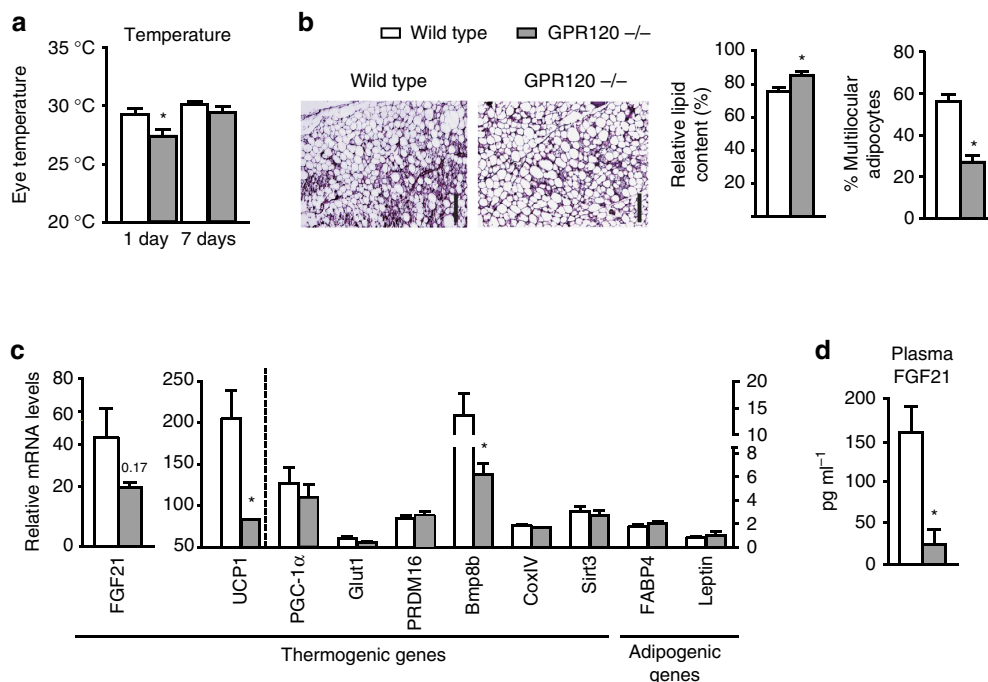 a
Temperature
35 °C
30 °C
25 °C
20 °C
Eye temperature
*
1 day 7 days
b
Wild type GPR120 –/–
Wild type GPR120 –/–
100
80
60
40
20
Relative lipid
content (%)
*
80
60
40
20
0
% Multilocular
adipocytes
*
c
Relative mRNA levels
80
60
40
20
0
0.17
250
200
150
100
50
*
*
20
15
10
8
6
4
2
0
FGF21
UCP1
PGC-1α
Glut1
PRDM16
Bmp8b
CoxIV
Sirt3
FABP4
Leptin
Thermogenic genes
Adipogenic
genes
d
Plasma
FGF21
200
150
100
50
0
pg ml⁻¹
*